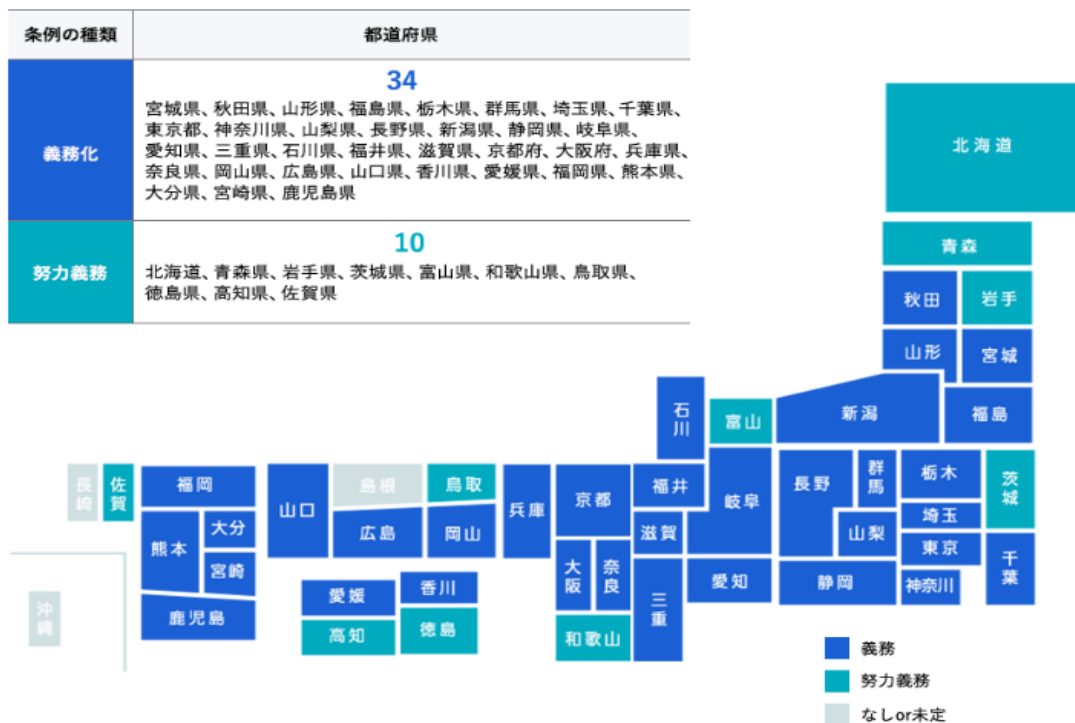 条例の種類
都道府県
義務化
34
宮城県、秋田県、山形県、福島県、栃木県、群馬県、埼玉県、千葉県、
東京都、神奈川県、山梨県、長野県、新潟県、静岡県、岐阜県、
愛知県、三重県、石川県、福井県、滋賀県、京都府、大阪府、兵庫県、
奈良県、岡山県、広島県、山口県、香川県、愛媛県、福岡県、熊本県、
大分県、宮崎県、鹿児島県
努力義務
10
北海道、青森県、岩手県、茨城県、富山県、和歌山県、鳥取県、
徳島県、高知県、佐賀県
北海道
青森
秋田
岩手
山形
宮城
石川
富山
新潟
福島
長崎
佐賀
福岡
山口
島根
鳥取
兵庫
京都
福井
岐阜
長野
群馬
栃木
茨城
熊本
大分
広島
岡山
滋賀
山梨
埼玉
東京
千葉
宮崎
大阪
奈良
愛知
静岡
神奈川
沖縄
鹿児島
愛媛
香川
三重
高知
徳島
和歌山
義務
努力義務
なしor未定